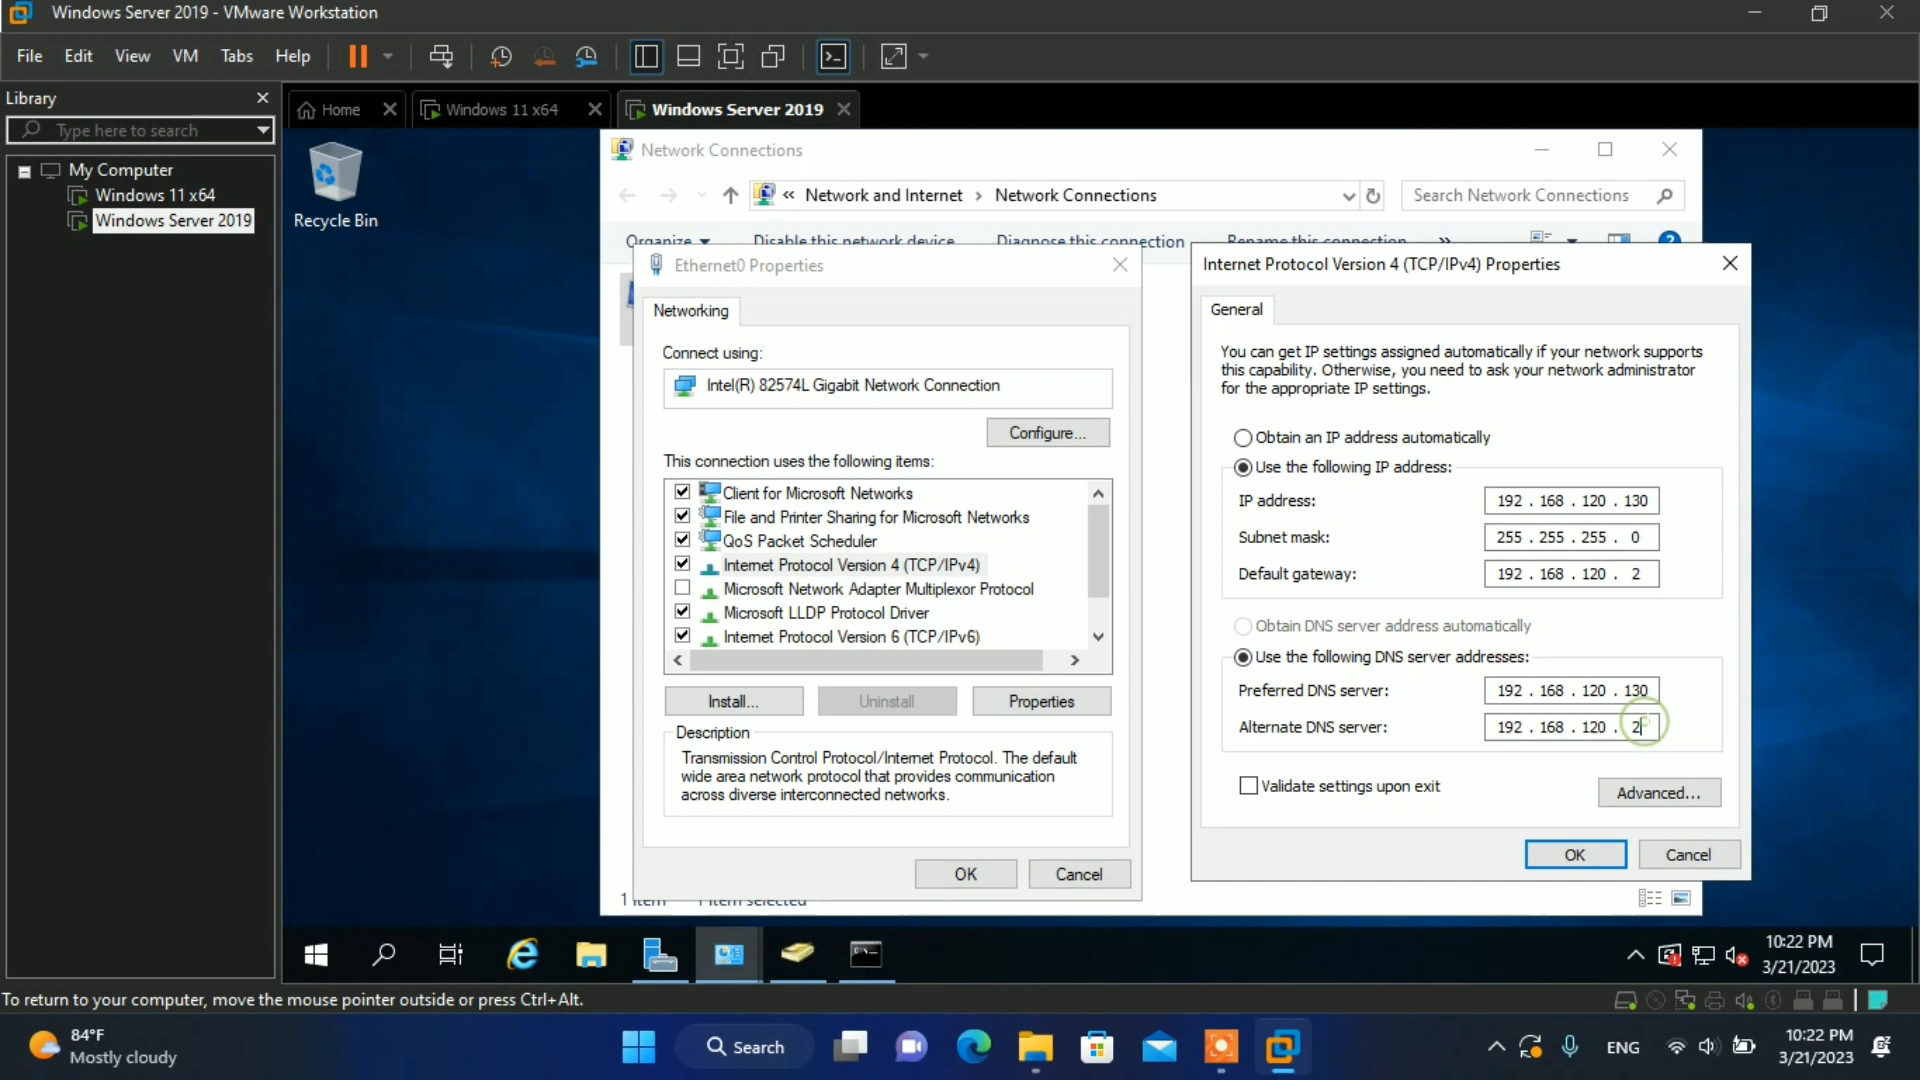 Windows Server 2019 - VMware Workstation
File Edit View VM Tabs Help
Library
Type here to search
My Computer
Windows 11 x64
Windows Server 2019
Home
Windows 11 x64
Windows Server 2019
Recycle Bin
Network Connections
« Network and Internet › Network Connections
Search Network Connections
Organize Disable this network device Diagnose this connection Rename this connection »
Ethernet0 Properties
Networking
Connect using:
Intel(R) 82574L Gigabit Network Connection
Configure...
This connection uses the following items:
Client for Microsoft Networks
File and Printer Sharing for Microsoft Networks
QoS Packet Scheduler
Internet Protocol Version 4 (TCP/IPv4)
Microsoft Network Adapter Multiplexor Protocol
Microsoft LLDP Protocol Driver
Internet Protocol Version 6 (TCP/IPv6)
Install... Uninstall Properties
Description
Transmission Control Protocol/Internet Protocol. The default
wide area network protocol that provides communication
across diverse interconnected networks.
OK Cancel
1 item 1 item selected
Internet Protocol Version 4 (TCP/IPv4) Properties
General
You can get IP settings assigned automatically if your network supports
this capability. Otherwise, you need to ask your network administrator
for the appropriate IP settings.
Obtain an IP address automatically
Use the following IP address:
IP address: 192 . 168 . 120 . 130
Subnet mask: 255 . 255 . 255 . 0
Default gateway: 192 . 168 . 120 . 2
Obtain DNS server address automatically
Use the following DNS server addresses:
Preferred DNS server: 192 . 168 . 120 . 130
Alternate DNS server: 192 . 168 . 120 . 2
Validate settings upon exit
Advanced...
OK Cancel
10:22 PM
3/21/2023
To return to your computer, move the mouse pointer outside or press Ctrl+Alt.
84°F
Mostly cloudy
Search
ENG
10:22 PM
3/21/2023